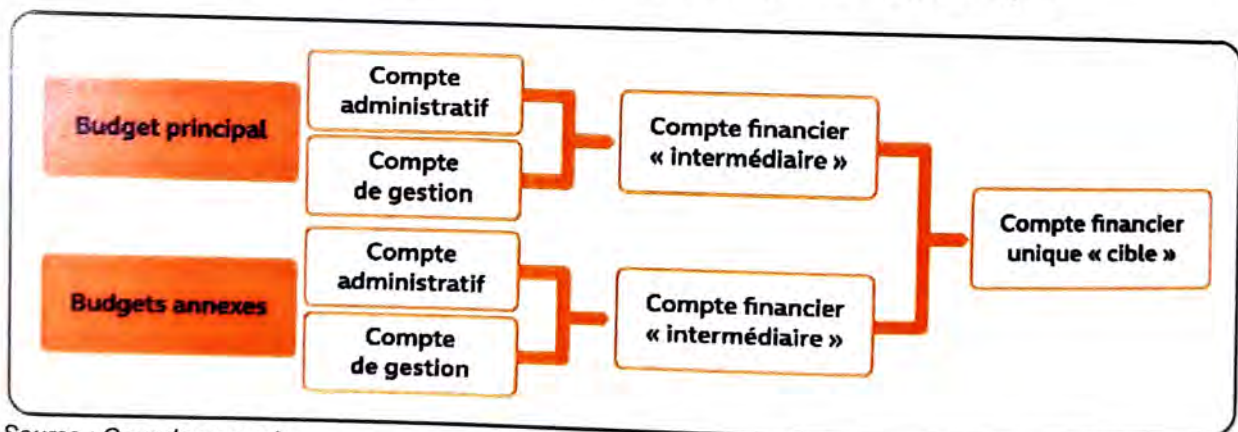 Budget principal
Compte
administratif
Compte
de gestion
Compte financier
« intermédiaire »
Budgets annexes
Compte
administratif
Compte
de gestion
Compte financier
« intermédiaire »
Compte financier
unique « cible »
Source :